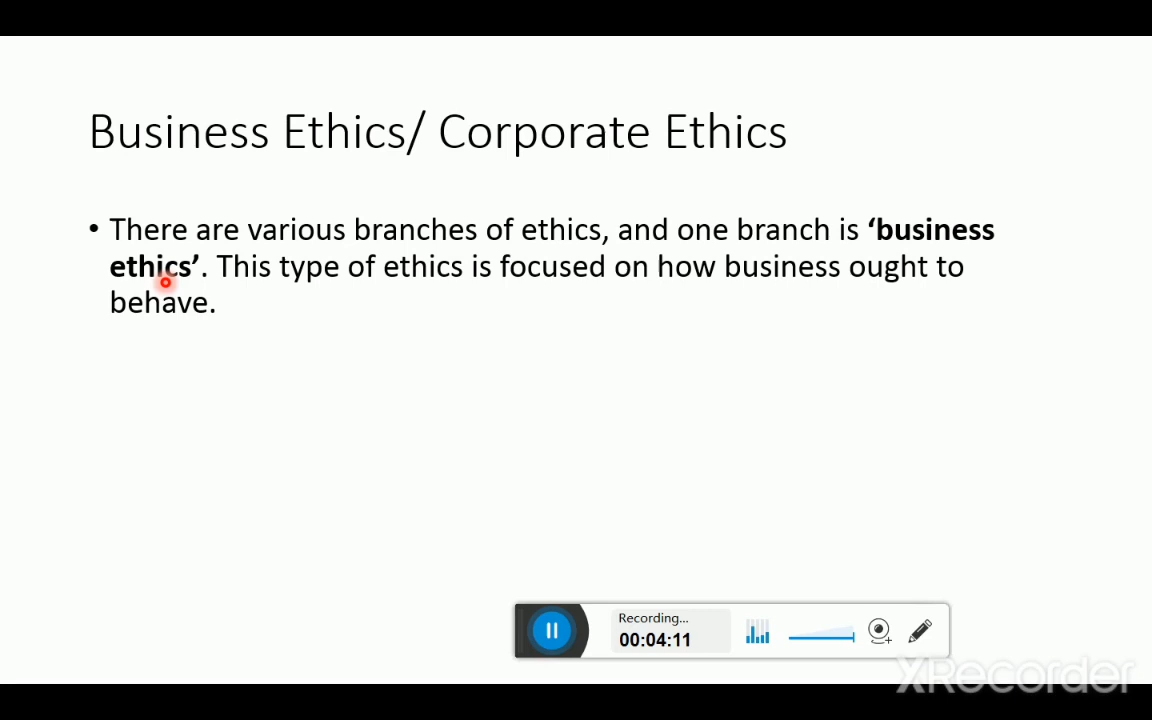 Business Ethics/ Corporate Ethics
• There are various branches of ethics, and one branch is ‘business
ethics’. This type of ethics is focused on how business ought to
behave.
Recording...
00:04:11
XRecorder